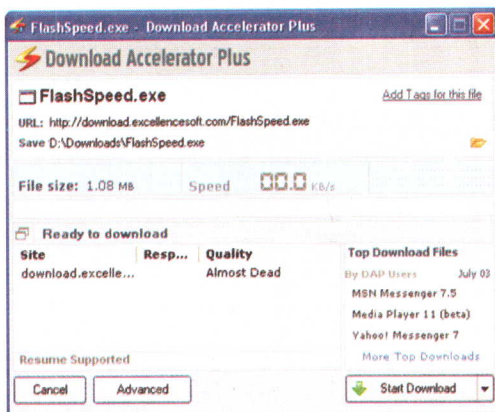 FlashSpeed.exe - Download Accelerator Plus
Download Accelerator Plus
FlashSpeed.exe
Add Tags for this file
URL: http://download.excellencesoft.com/FlashSpeed.exe
Save D:\Downloads\FlashSpeed.exe
File size: 1.08 MB Speed 00.0 KB/s
Ready to download
Site Resp... Quality
download.excelle... Almost Dead
Resume Supported
Top Download Files
By DAP Users July 03
MSN Messenger 7.5
Media Player 11 (beta)
Yahoo! Messenger 7
More Top Downloads
Cancel Advanced Start Download